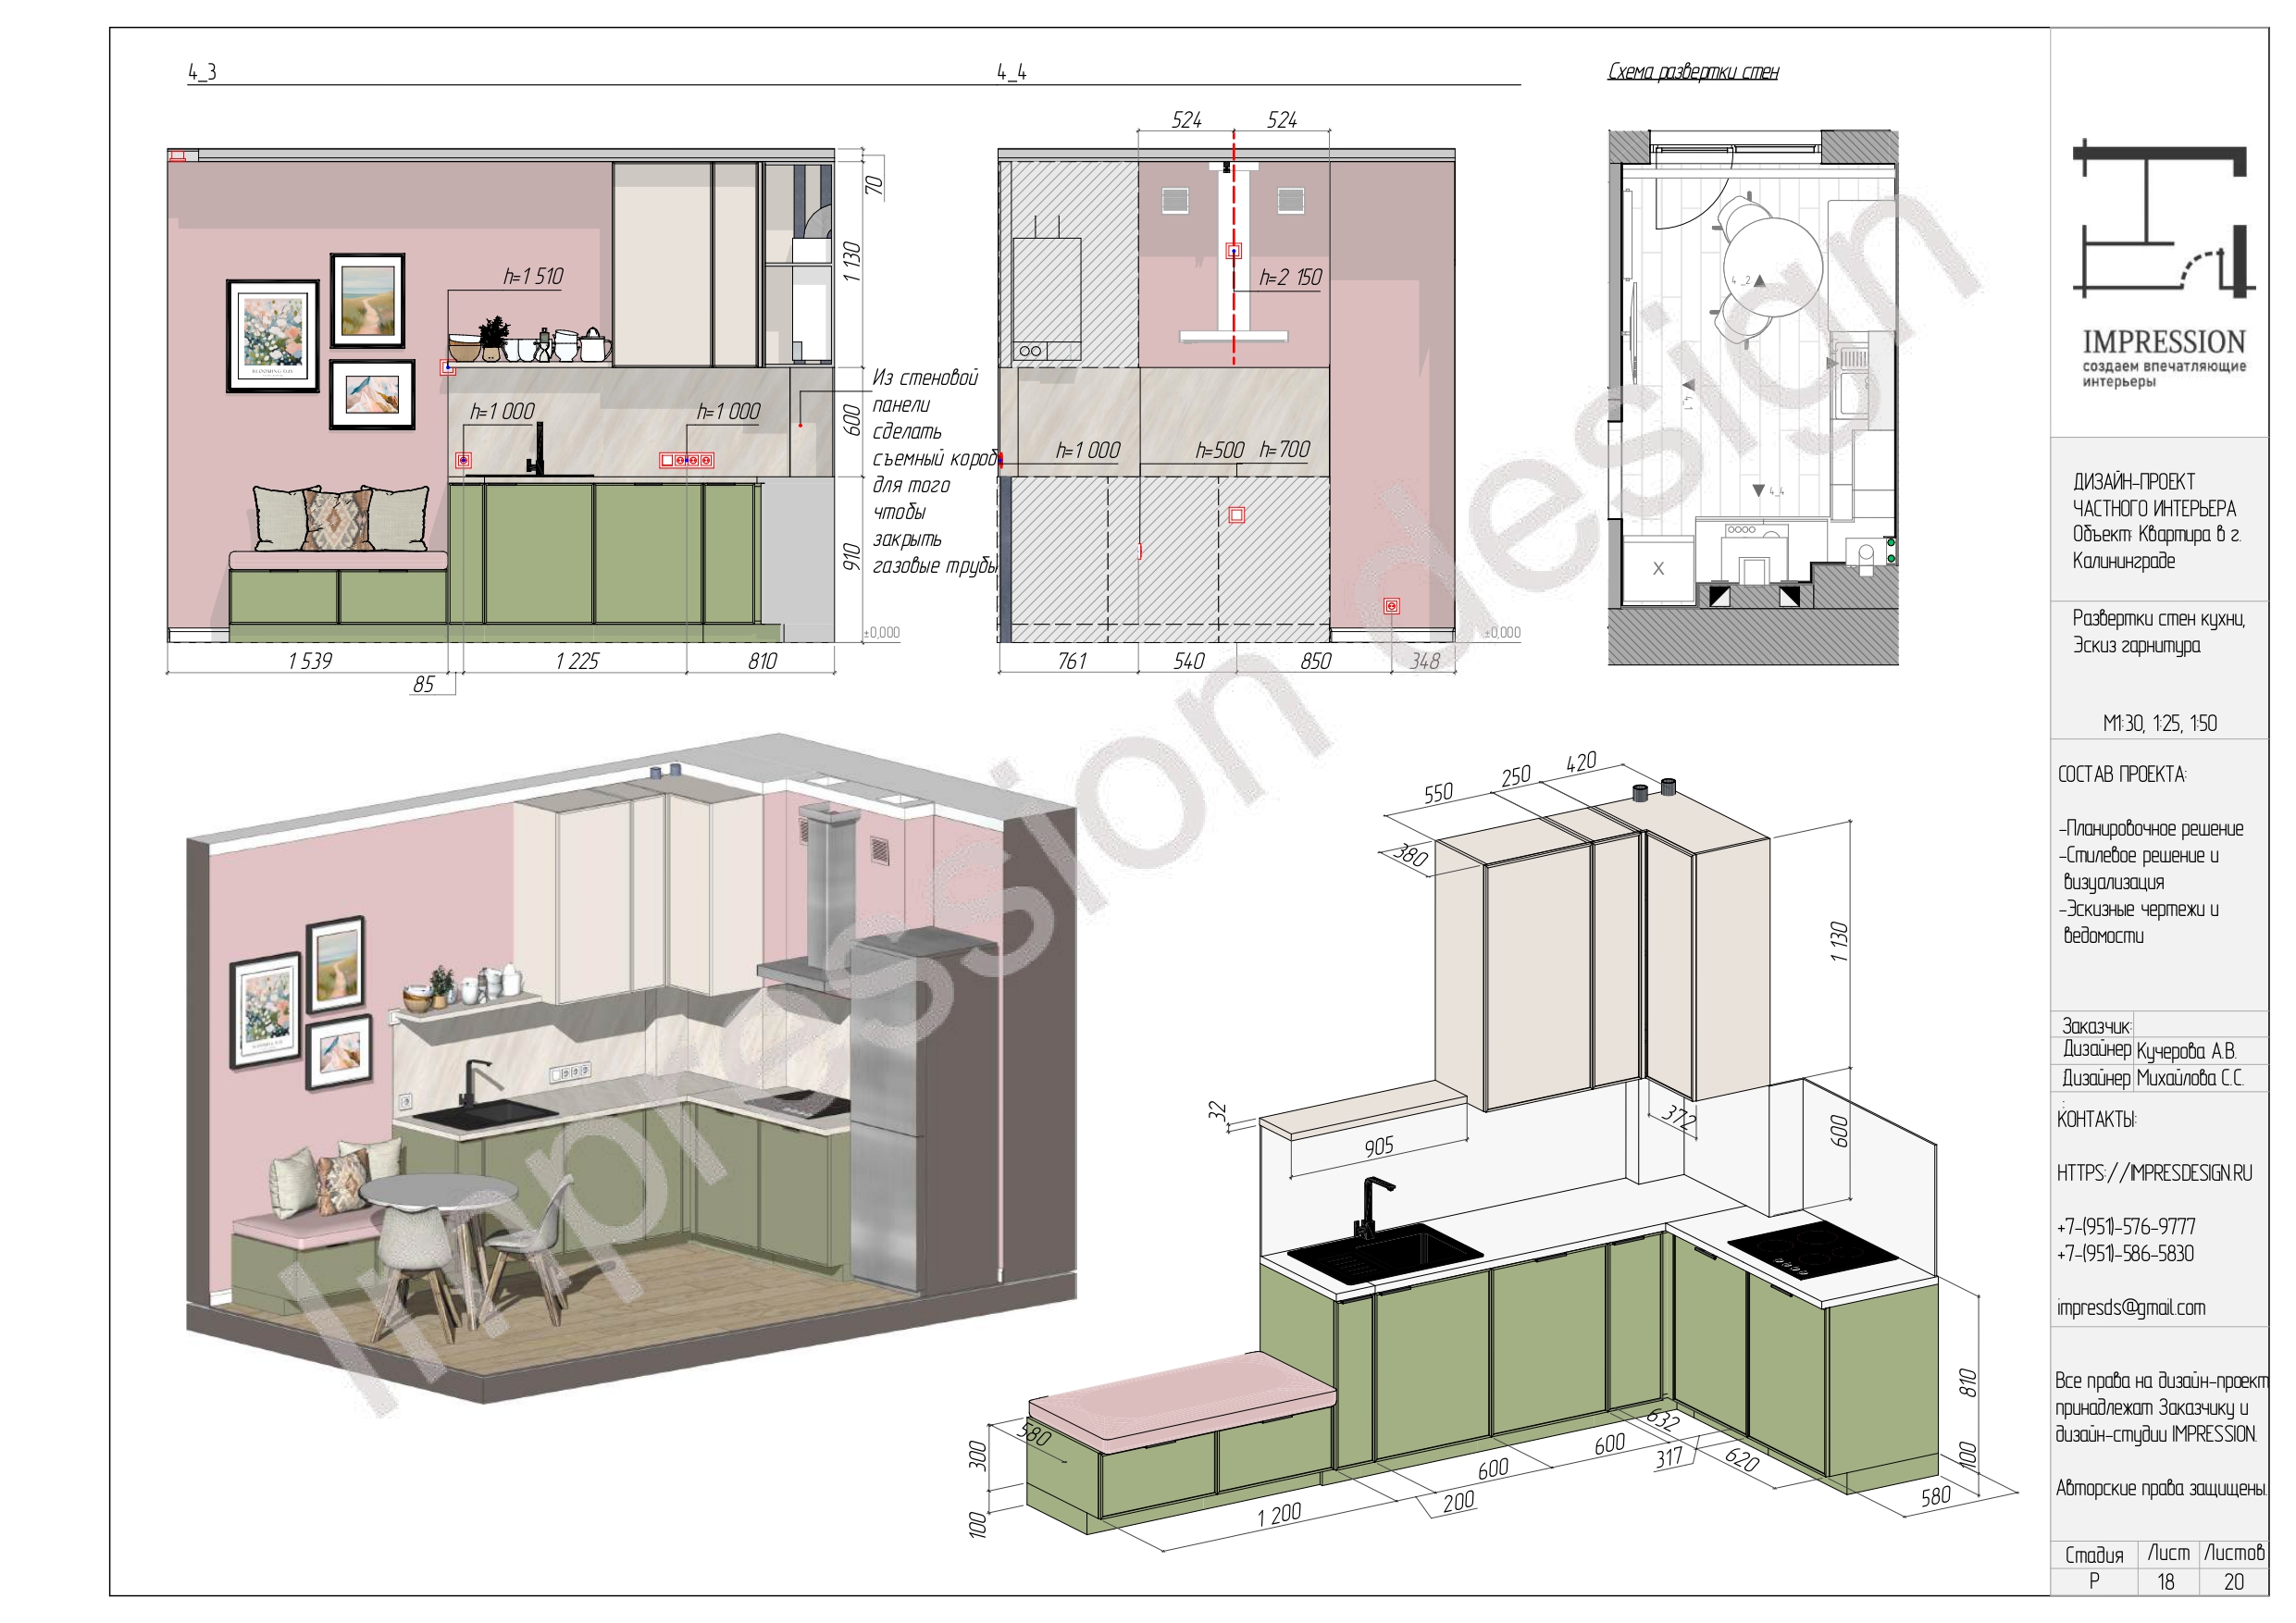 4_3
4_4
Схема развертки стен
524
524
70
1 130
600
910
h=1 510
h=1 000
h=1 000
Из стеновой
панели
сделать
съемный короб
для того
чтобы
закрыть
газовые трубы
±0,000
1 539
85
1 225
810
h=2 150
h=1 000
h=500
h=700
±0,000
761
540
850
348
4_2
4_1
4_4
X
IMPRESSION
создаем впечатляющие
интерьеры
ДИЗАЙН-ПРОЕКТ
ЧАСТНОГО ИНТЕРЬЕРА
Объект: Квартира в г.
Калининграде
Развертки стен кухни,
Эскиз гарнитура
М1:30, 1:25, 1:50
СОСТАВ ПРОЕКТА:
-Планировочное решение
-Стилевое решение и
визуализация
-Эскизные чертежи и
ведомости
Заказчик:
Дизайнер Кучерова А.В.
Дизайнер Михайлова С.С.
КОНТАКТЫ:
HTTPS://IMPRESDESIGN.RU
+7-(951)-576-9777
+7-(951)-586-5830
impresds@gmail.com
Все права на дизайн-проект
принадлежат Заказчику и
дизайн-студии IMPRESSION.
Авторские права защищены.
Стадия Лист Листов
Р 18 20
550
250
420
380
1 130
600
32
905
372
810
100
580
300
100
580
1 200
200
600
600
317
632
620
Impression design